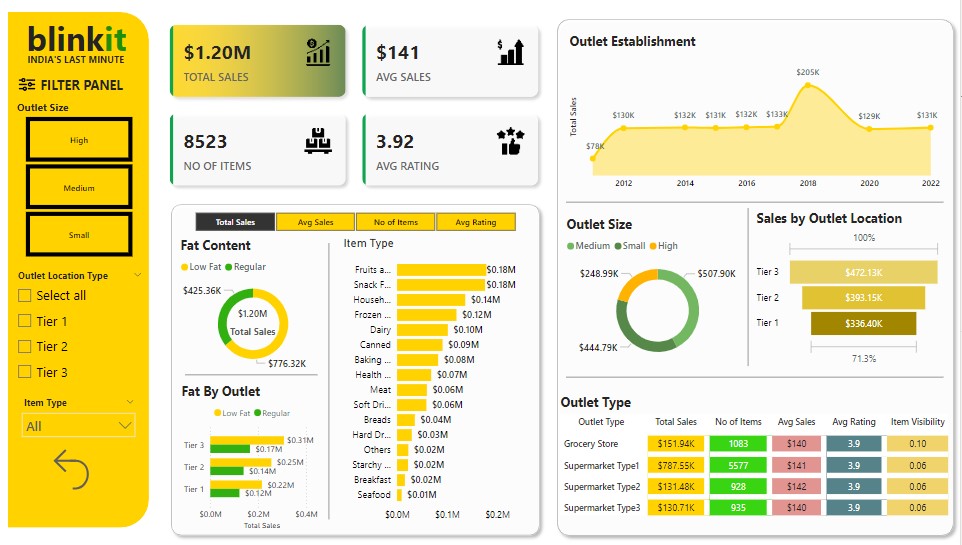 blinkit
INDIA'S LAST MINUTE
FILTER PANEL
Outlet Size
High
Medium
Small
Outlet Location Type
Select all
Tier 1
Tier 2
Tier 3
Item Type
All
$1.20M
TOTAL SALES
$141
AVG SALES
8523
NO OF ITEMS
3.92
AVG RATING
Total Sales Avg Sales No of Items Avg Rating
Fat Content
Low Fat Regular
$425.36K
$1.20M
Total Sales
$776.32K
Fat By Outlet
Low Fat Regular
Tier 3 $0.31M
$0.17M
Tier 2 $0.25M
$0.14M
Tier 1 $0.22M
$0.12M
$0.0M $0.2M $0.4M
Total Sales
Item Type
Fruits a... $0.18M
Snack F... $0.18M
Househ... $0.14M
Frozen ... $0.12M
Dairy $0.10M
Canned $0.09M
Baking ... $0.08M
Health ... $0.07M
Meat $0.06M
Soft Dri... $0.06M
Breads $0.04M
Hard Dr... $0.03M
Others $0.02M
Starchy ... $0.02M
Breakfast $0.02M
Seafood $0.01M
$0.0M $0.1M $0.2M
Outlet Establishment
Total Sales
$78K $130K $132K $131K $132K $133K $205K $129K $131K
2012 2014 2016 2018 2020 2022
Outlet Size
Medium Small High
$248.99K $507.90K
$444.79K
Sales by Outlet Location
100%
Tier 3 $472.13K
Tier 2 $393.15K
Tier 1 $336.40K
71.3%
Outlet Type
Outlet Type Total Sales No of Items Avg Sales Avg Rating Item Visibility
Grocery Store $151.94K 1083 $140 3.9 0.10
Supermarket Type1 $787.55K 5577 $141 3.9 0.06
Supermarket Type2 $131.48K 928 $142 3.9 0.06
Supermarket Type3 $130.71K 935 $140 3.9 0.06